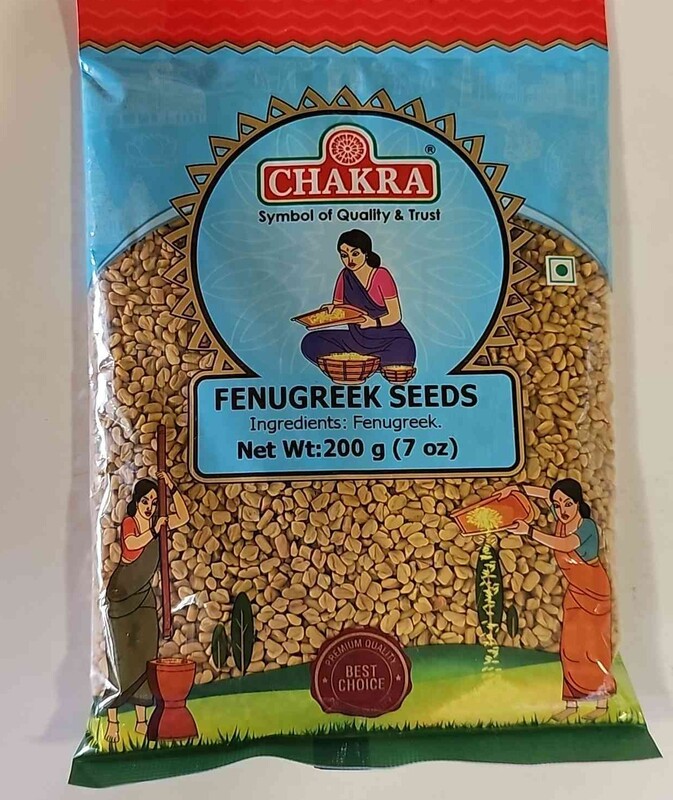 ®
CHAKRA
Symbol of Quality & Trust
FENUGREEK SEEDS
Ingredients: Fenugreek.
Net Wt:200 g (7 oz)
PREMIUM QUALITY
BEST
CHOICE